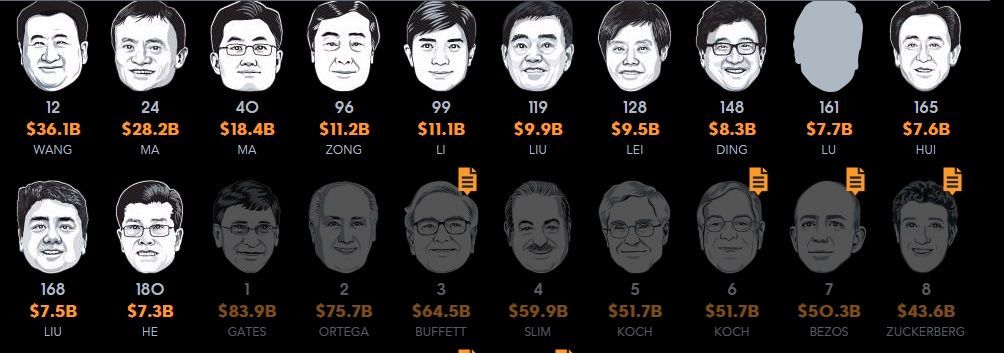 12 24 40 96 99 119 128 148 161 165
$36.1B $28.2B $18.4B $11.2B $11.1B $9.9B $9.5B $8.3B $7.7B $7.6B
WANG MA MA ZONG LI LIU LEI DING LU HUI
168 180 1 2 3 4 5 6 7 8
$7.5B $7.3B $83.9B $75.7B $64.5B $59.9B $51.7B $51.7B $50.3B $43.6B
LIU HE GATES ORTEGA BUFFETT SLIM KOCH KOCH BEZOS ZUCKERBERG